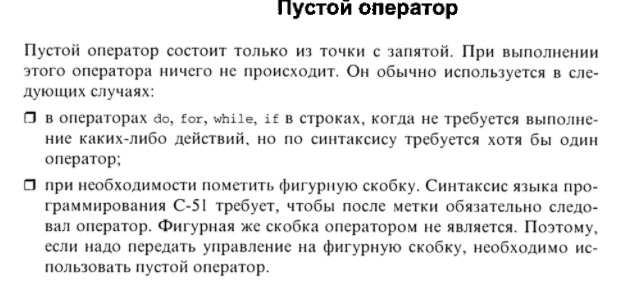 Пустой оператор
Пустой оператор состоит только из точки с запятой. При выполнении
этого оператора ничего не происходит. Он обычно используется в сле-
дующих случаях:
❒ в операторах do, for, while, if в строках, когда не требуется выполне-
ние каких-либо действий, но по синтаксису требуется хотя бы один
оператор;
❒ при необходимости пометить фигурную скобку. Синтаксис языка про-
граммирования С-51 требует, чтобы после метки обязательно следо-
вал оператор. Фигурная же скобка оператором не является. Поэтому,
если надо передать управление на фигурную скобку, необходимо ис-
пользовать пустой оператор.